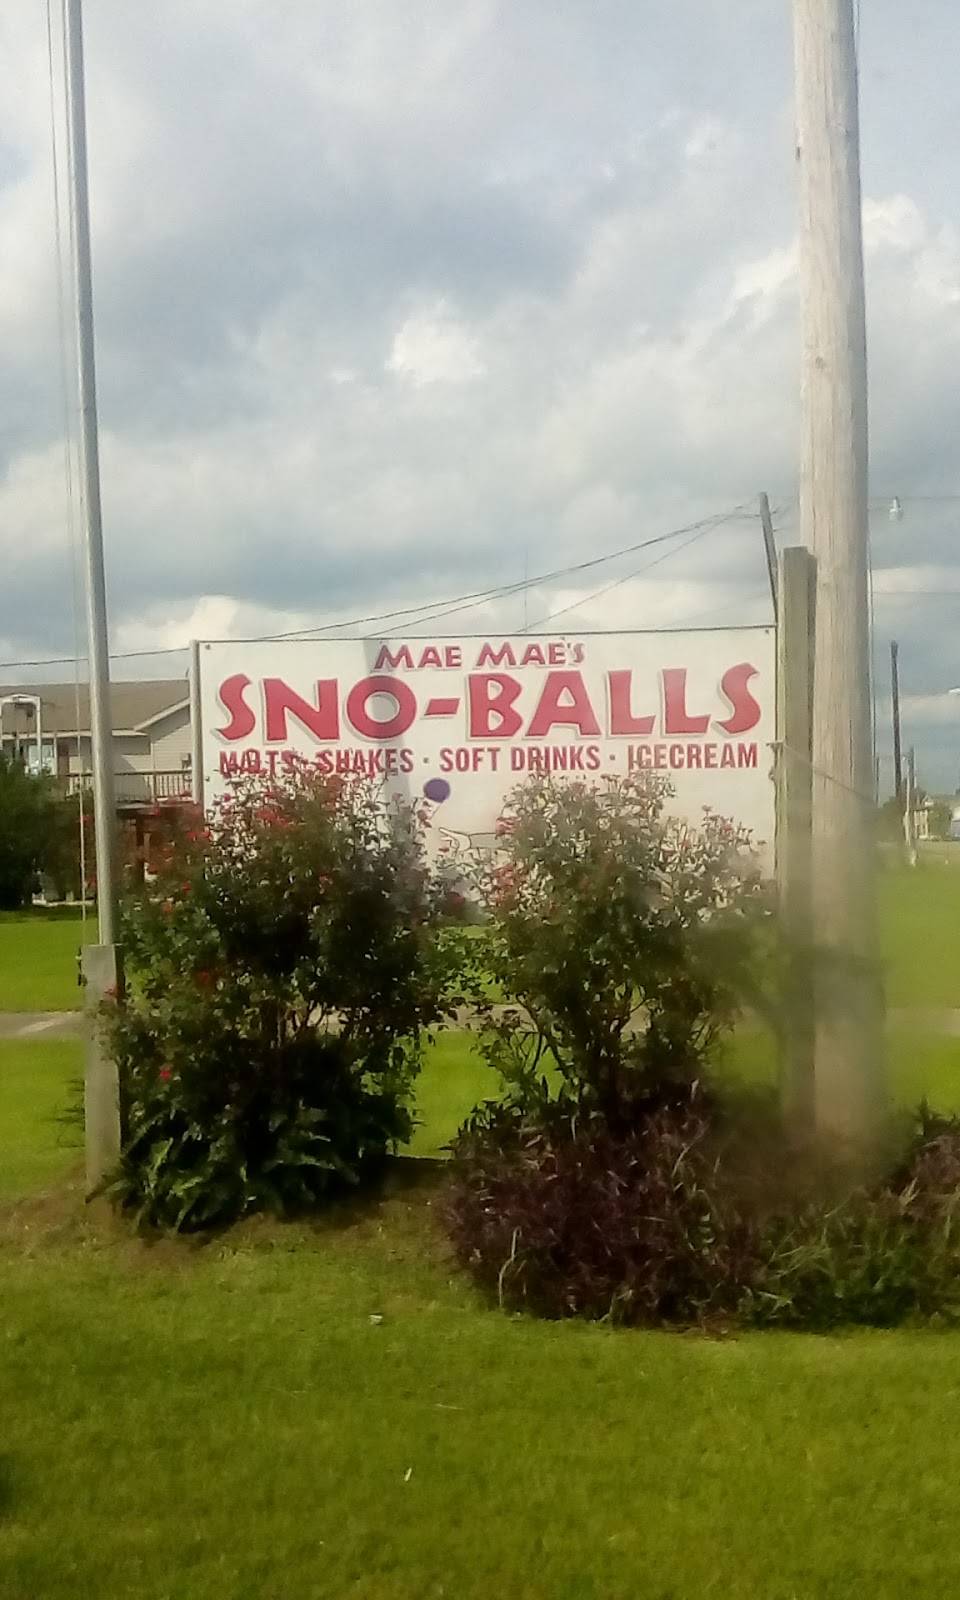 MAE MAE'S
SNO-BALLS
MALTS · SHAKES · SOFT DRINKS · ICECREAM